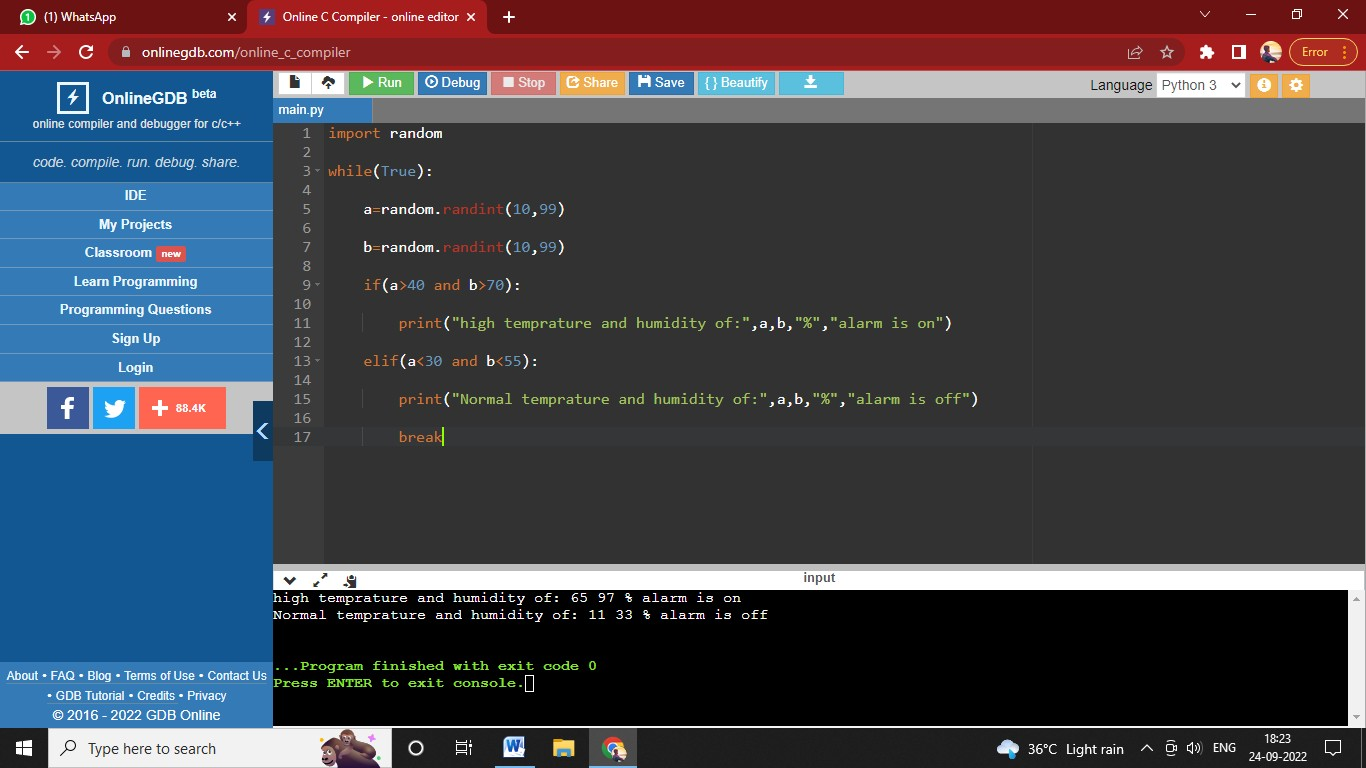 (1) WhatsApp
Online C Compiler - online editor
onlinegdb.com/online_c_compiler
Error
OnlineGDB beta
online compiler and debugger for c/c++
code. compile. run. debug. share.
IDE
My Projects
Classroom new
Learn Programming
Programming Questions
Sign Up
Login
88.4K
About • FAQ • Blog • Terms of Use • Contact Us
• GDB Tutorial • Credits • Privacy
© 2016 - 2022 GDB Online
Run Debug Stop Share Save {} Beautify
Language Python 3
main.py
1 import random
2
3 while(True):
4
5 a=random.randint(10,99)
6
7 b=random.randint(10,99)
8
9 if(a>40 and b>70):
10
11 print("high temprature and humidity of:",a,b,"%","alarm is on")
12
13 elif(a<30 and b<55):
14
15 print("Normal temprature and humidity of:",a,b,"%","alarm is off")
16
17 break
input
high temprature and humidity of: 65 97 % alarm is on
Normal temprature and humidity of: 11 33 % alarm is off
...Program finished with exit code 0
Press ENTER to exit console.
Type here to search
36°C Light rain
ENG
18:23
24-09-2022